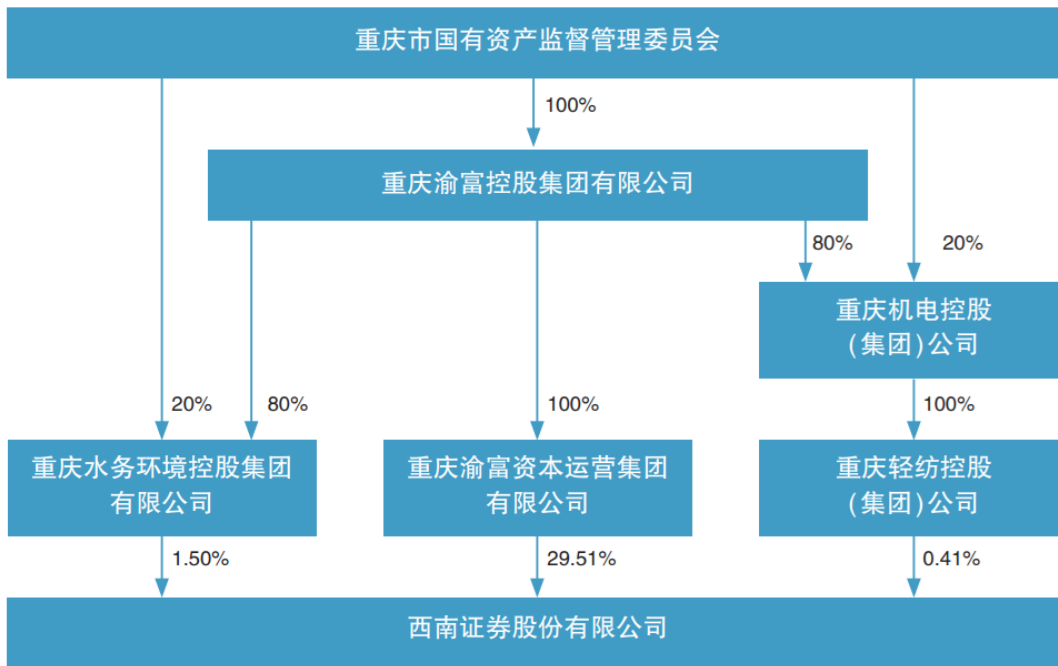 重庆市国有资产监督管理委员会
100%
重庆渝富控股集团有限公司
80%
20%
重庆机电控股
(集团)公司
20%
80%
100%
100%
重庆水务环境控股集团
有限公司
重庆渝富资本运营集团
有限公司
重庆轻纺控股
(集团)公司
1.50%
29.51%
0.41%
西南证券股份有限公司